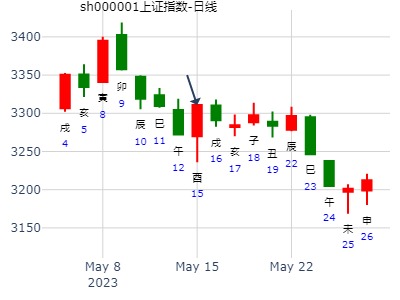 sh000001上证指数-日线
3400
3350
3300
3250
3200
3150
戌
4
亥
5
寅
8
卯
9
辰
10
巳
11
午
12
酉
15
戌
16
亥
17
子
18
丑
19
辰
22
巳
23
午
24
未
25
申
26
May 8
2023
May 15
May 22